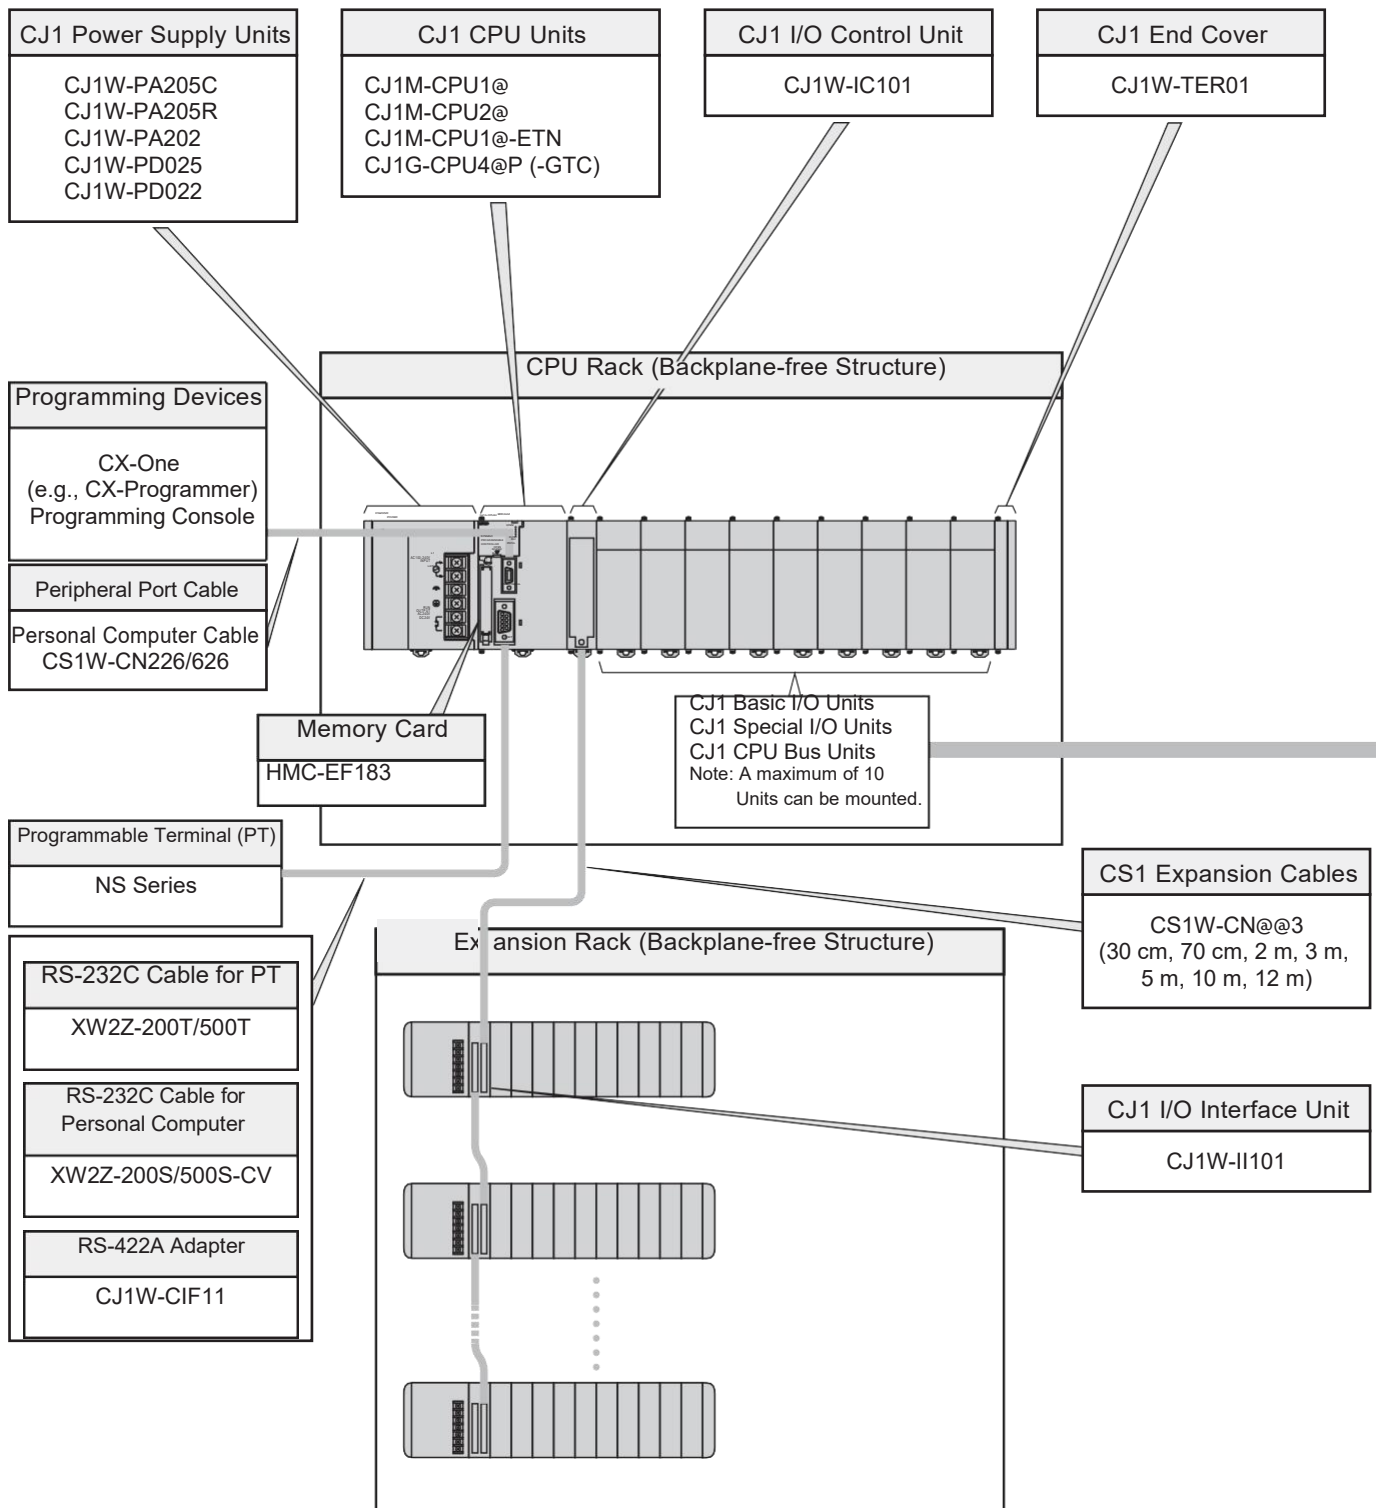 CJ1 Power Supply Units
CJ1W-PA205C
CJ1W-PA205R
CJ1W-PA202
CJ1W-PD025
CJ1W-PD022
CJ1 CPU Units
CJ1M-CPU1@
CJ1M-CPU2@
CJ1M-CPU1@-ETN
CJ1G-CPU4@P (-GTC)
CJ1 I/O Control Unit
CJ1W-IC101
CJ1 End Cover
CJ1W-TER01
CPU Rack (Backplane-free Structure)
Programming Devices
CX-One
(e.g., CX-Programmer)
Programming Console
Peripheral Port Cable
Personal Computer Cable
CS1W-CN226/626
Memory Card
HMC-EF183
CJ1 Basic I/O Units
CJ1 Special I/O Units
CJ1 CPU Bus Units
Note: A maximum of 10
Units can be mounted.
Programmable Terminal (PT)
NS Series
CS1 Expansion Cables
CS1W-CN@@3
(30 cm, 70 cm, 2 m, 3 m,
5 m, 10 m, 12 m)
Ex ansion Rack (Backplane-free Structure)
RS-232C Cable for PT
XW2Z-200T/500T
RS-232C Cable for
Personal Computer
XW2Z-200S/500S-CV
RS-422A Adapter
CJ1W-CIF11
CJ1 I/O Interface Unit
CJ1W-II101